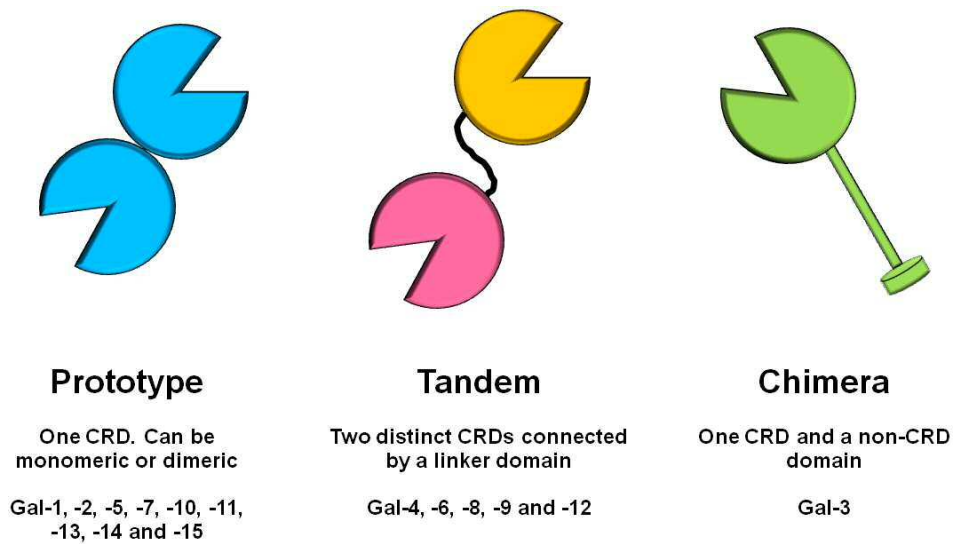 Prototype
One CRD. Can be
monomeric or dimeric
Gal-1, -2, -5, -7, -10, -11,
-13, -14 and -15
Tandem
Two distinct CRDs connected
by a linker domain
Gal-4, -6, -8, -9 and -12
Chimera
One CRD and a non-CRD
domain
Gal-3